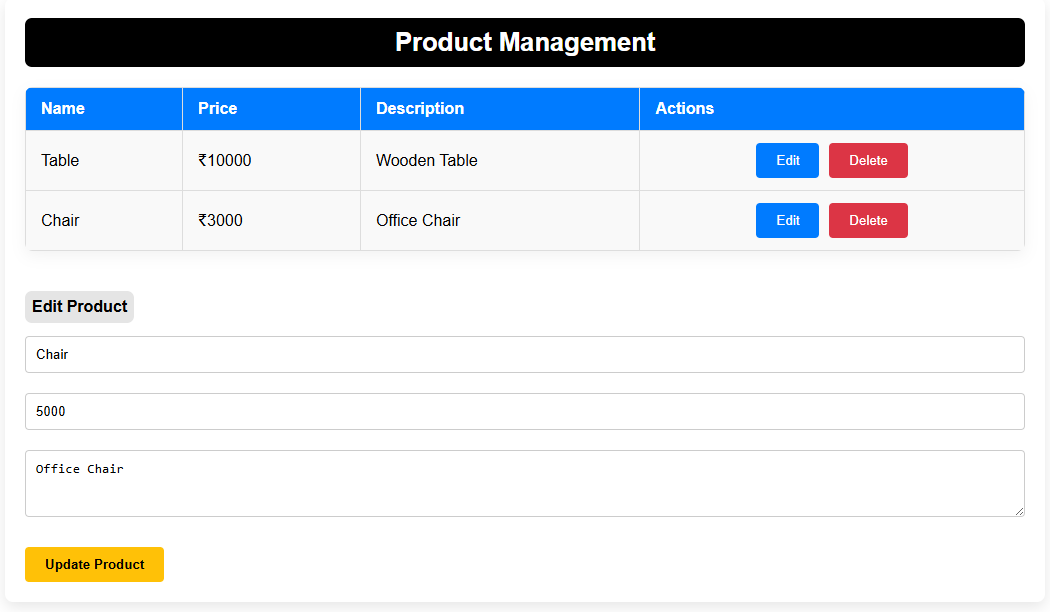 Product Management
Name Price Description Actions
Table ₹10000 Wooden Table Edit Delete
Chair ₹3000 Office Chair Edit Delete
Edit Product
Chair
5000
Office Chair
Update Product